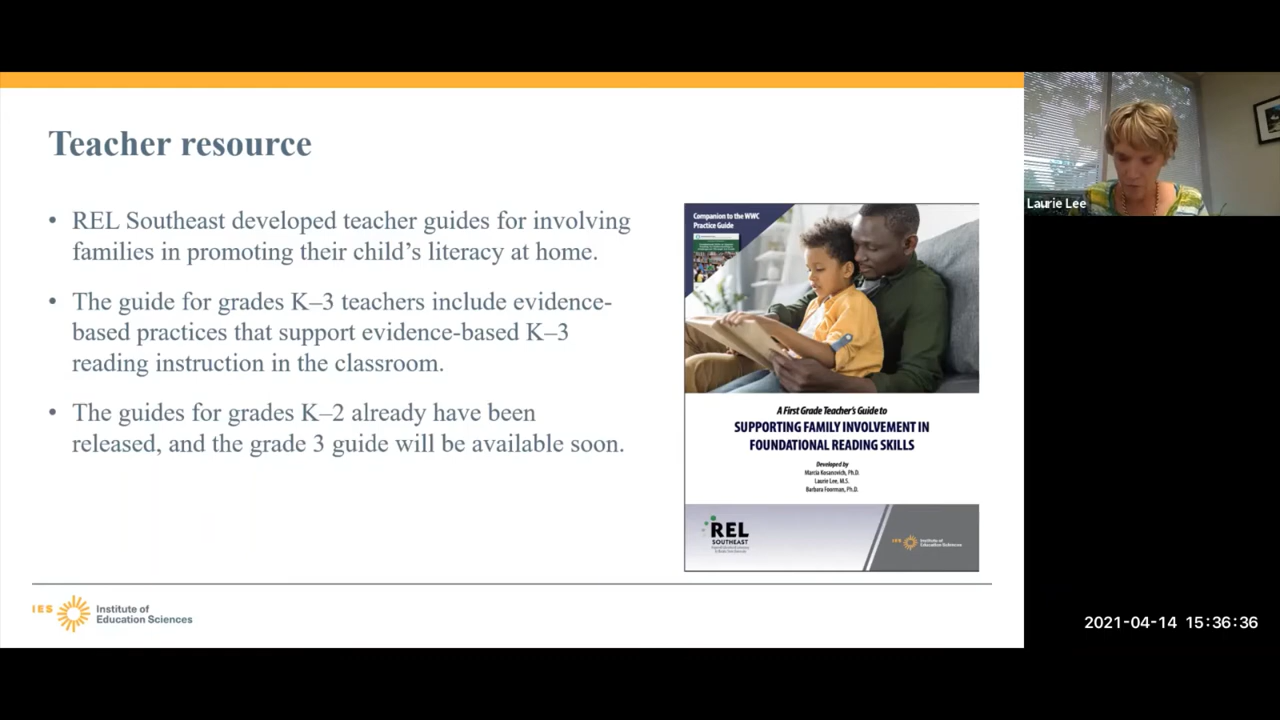 Teacher resource
• REL Southeast developed teacher guides for involving
families in promoting their child's literacy at home.
• The guide for grades K–3 teachers include evidence-
based practices that support evidence-based K–3
reading instruction in the classroom.
• The guides for grades K–2 already have been
released, and the grade 3 guide will be available soon.
Companion to the WWC
Practice Guide
A First Grade Teacher's Guide to
SUPPORTING FAMILY INVOLVEMENT IN
FOUNDATIONAL READING SKILLS
Developed by
Marcia Kosanovich, Ph.D.
Laurie Lee, M.S.
Barbara Foorman, Ph.D.
REL
SOUTHEAST
IES
Institute of
Education Sciences
IES
Institute of
Education Sciences
Laurie Lee
2021-04-14 15:36:36